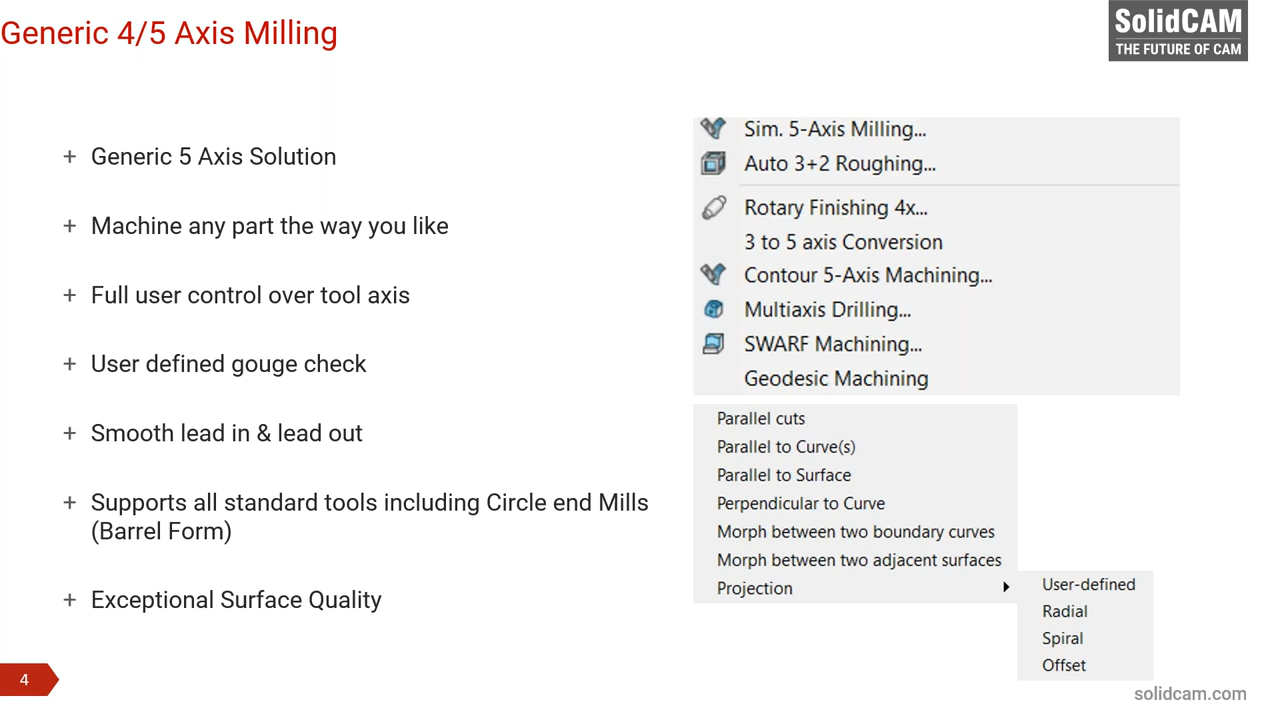 Generic 4/5 Axis Milling
SolidCAM
THE FUTURE OF CAM
+ Generic 5 Axis Solution
+ Machine any part the way you like
+ Full user control over tool axis
+ User defined gouge check
+ Smooth lead in & lead out
+ Supports all standard tools including Circle end Mills
(Barrel Form)
+ Exceptional Surface Quality
Sim. 5-Axis Milling...
Auto 3+2 Roughing...
Rotary Finishing 4x...
3 to 5 axis Conversion
Contour 5-Axis Machining...
Multiaxis Drilling...
SWARF Machining...
Geodesic Machining
Parallel cuts
Parallel to Curve(s)
Parallel to Surface
Perpendicular to Curve
Morph between two boundary curves
Morph between two adjacent surfaces
Projection
User-defined
Radial
Spiral
Offset
4
solidcam.com